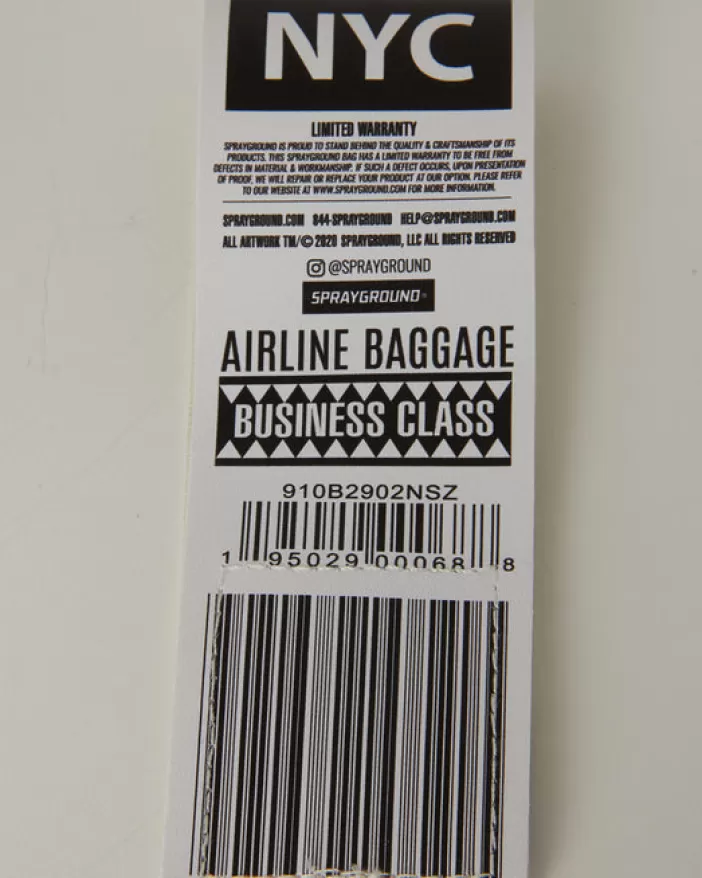 NYC
LIMITED WARRANTY
SPRAYGROUND IS PROUD TO STAND BEHIND THE QUALITY & CRAFTSMANSHIP OF ITS
PRODUCTS. THIS SPRAYGROUND BAG HAS A LIMITED WARRANTY TO BE FREE FROM
DEFECTS IN MATERIAL & WORKMANSHIP. IF SUCH A DEFECT OCCURS, UPON PRESENTATION
OF PROOF, WE WILL REPAIR OR REPLACE YOUR PRODUCT AT OUR OPTION. PLEASE REFER
TO OUR WEBSITE AT WWW.SPRAYGROUND.COM FOR MORE INFORMATION.
SPRAYGROUND.COM 844-SPRAYGROUND HELP@SPRAYGROUND.COM
ALL ARTWORK TM/© 2020 SPRAYGROUND, LLC ALL RIGHTS RESERVED
@SPRAYGROUND
SPRAYGROUND™
AIRLINE BAGGAGE
BUSINESS CLASS
910B2902NSZ
1 95029 00068 8